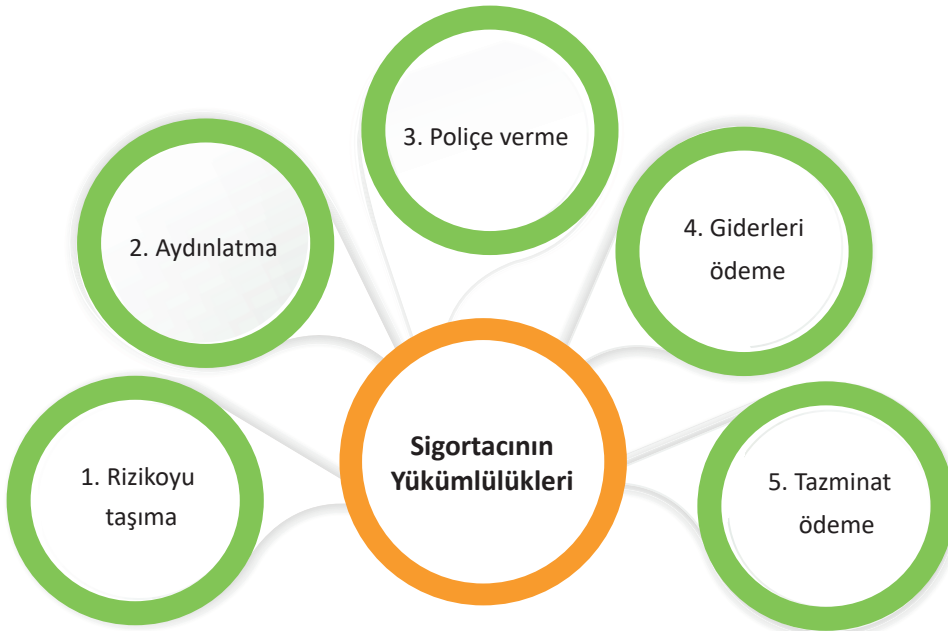 1. Rizikoyu
taşıma
2. Aydınlatma
3. Poliçe verme
4. Giderleri
ödeme
5. Tazminat
ödeme
Sigortacının
Yükümlülükleri